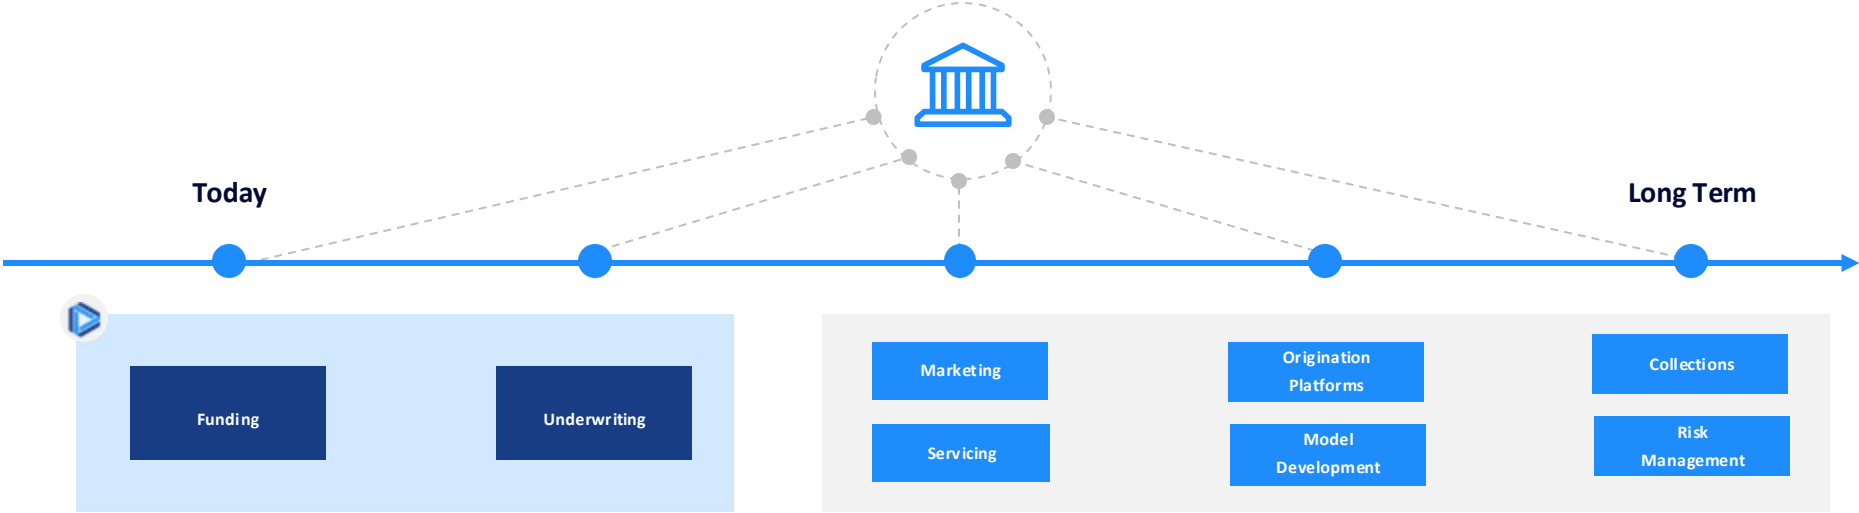 Today
Long Term
Funding
Underwriting
Marketing
Servicing
Origination
Platforms
Model
Development
Collections
Risk
Management